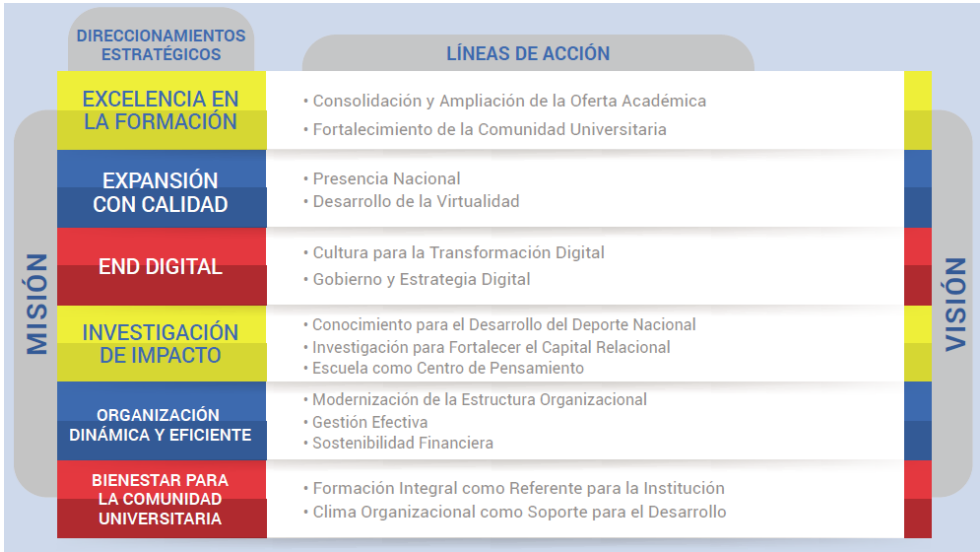 DIRECCIONAMIENTOS
ESTRATÉGICOS
LÍNEAS DE ACCIÓN
MISIÓN
EXCELENCIA EN
LA FORMACIÓN
• Consolidación y Ampliación de la Oferta Académica
• Fortalecimiento de la Comunidad Universitaria
EXPANSIÓN
CON CALIDAD
• Presencia Nacional
• Desarrollo de la Virtualidad
END DIGITAL
• Cultura para la Transformación Digital
• Gobierno y Estrategia Digital
INVESTIGACIÓN
DE IMPACTO
• Conocimiento para el Desarrollo del Deporte Nacional
• Investigación para Fortalecer el Capital Relacional
• Escuela como Centro de Pensamiento
ORGANIZACIÓN
DINÁMICA Y EFICIENTE
• Modernización de la Estructura Organizacional
• Gestión Efectiva
• Sostenibilidad Financiera
BIENESTAR PARA
LA COMUNIDAD
UNIVERSITARIA
• Formación Integral como Referente para la Institución
• Clima Organizacional como Soporte para el Desarrollo
VISIÓN